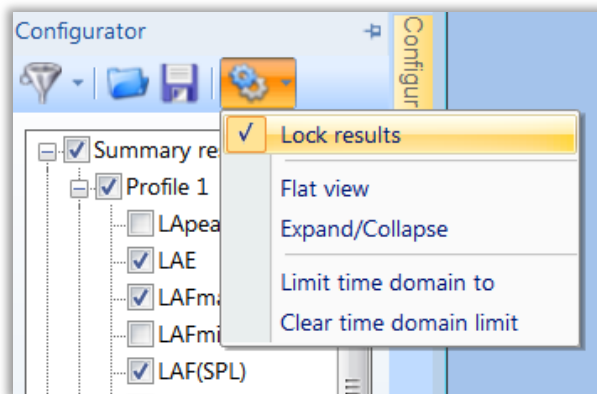 Configurator
Configur
Lock results
Summary re
Profile 1
Flat view
LApea
Expand/Collapse
LAE
LAFma
Limit time domain to
LAFmi
Clear time domain limit
LAF(SPL)